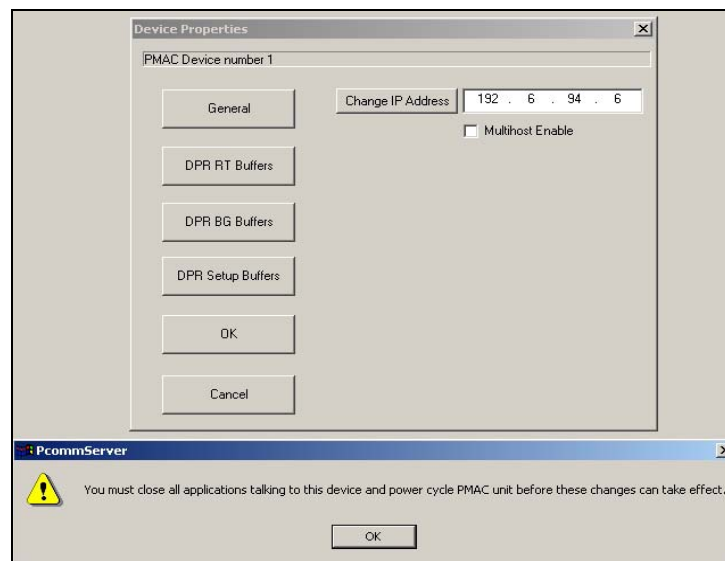 Device Properties
PMAC Device number 1
General
Change IP Address 192 . 6 . 94 . 6
Multihost Enable
DPR RT Buffers
DPR BG Buffers
DPR Setup Buffers
OK
Cancel
PcommServer
You must close all applications talking to this device and power cycle PMAC unit before these changes can take effect.
OK